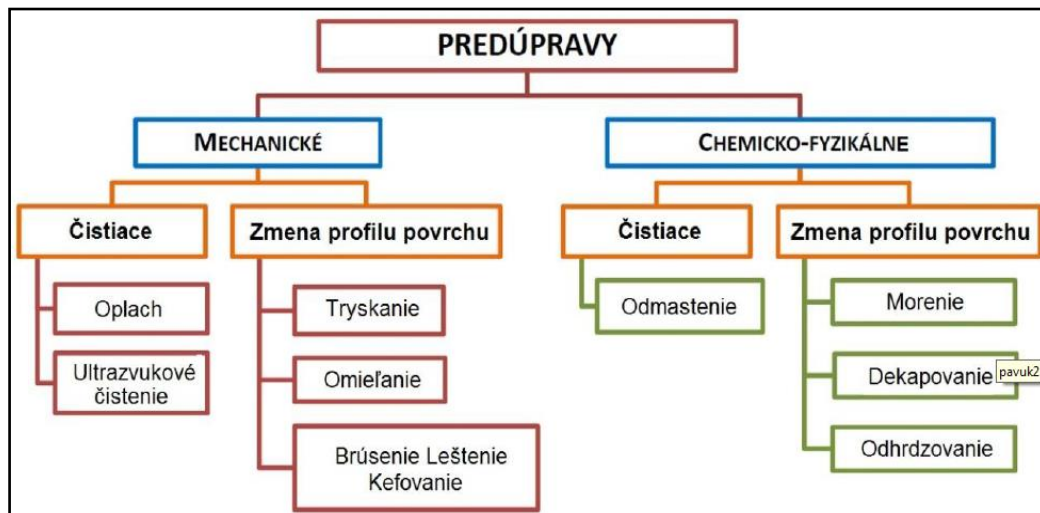 PREDÚPRAVY
MECHANICKÉ
CHEMICKO-FYZIKÁLNE
Čistiace
Zmena profilu povrchu
Čistiace
Zmena profilu povrchu
Oplach
Ultrazvukové
čistenie
Tryskanie
Omieľanie
Brúsenie Leštenie
Kefovanie
Odmastenie
Morenie
Dekapovanie
pavuk2
Odhrdzovanie